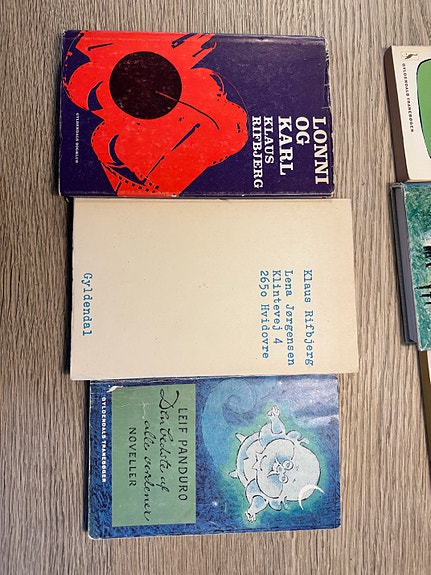 LONNI
OG
KARL
KLAUS
RIFBJERG
GYLDENDALS BOGKLUB
Klaus Rifbjerg
Lena Jørgensen
Klintevej 4
2650 Hvidovre
Gyldendal
LEIF PANDURO
Den bedste af
alle verdener
NOVELLER
GYLDENDALS TRANEBØGER
GYLDENDALS TRANEBØGER